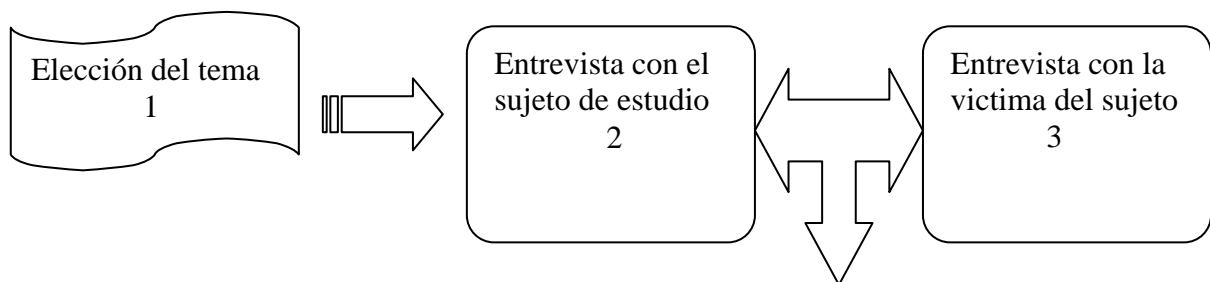 Elección del tema
1
Entrevista con el
sujeto de estudio
2
Entrevista con la
victima del sujeto
3